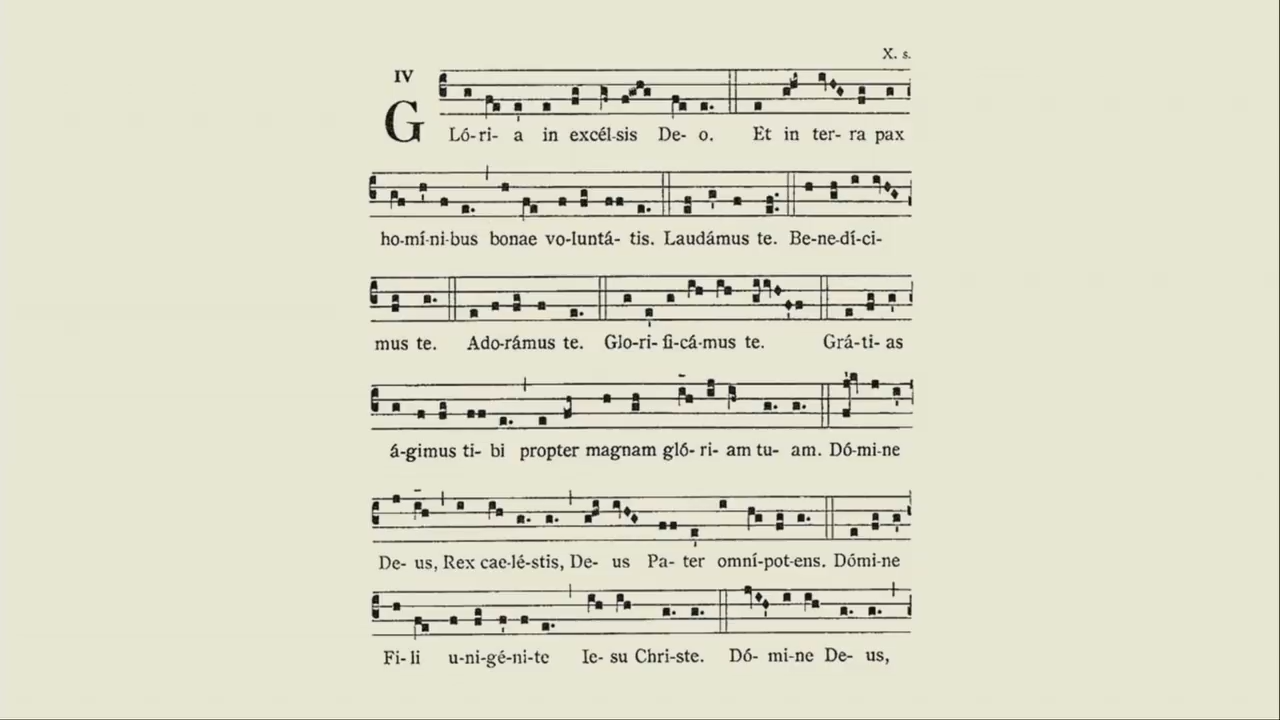 X. s.
IV
GLó-ri- a in excél-sis De- o. Et in ter- ra pax
ho-mí-ni-bus bonae vo-luntá- tis. Laudámus te. Be-ne-dí-ci-
mus te. Ado-rámus te. Glo-ri- fi-cá-mus te. Grá-ti- as
á-gimus ti- bi propter magnam gló- ri- am tu- am. Dó-mi-ne
De- us, Rex cae-lé-stis, De- us Pa- ter omní-pot-ens. Dómi-ne
Fi- li u-ni-gé-ni-te Ie- su Chri-ste. Dó- mi-ne De- us,